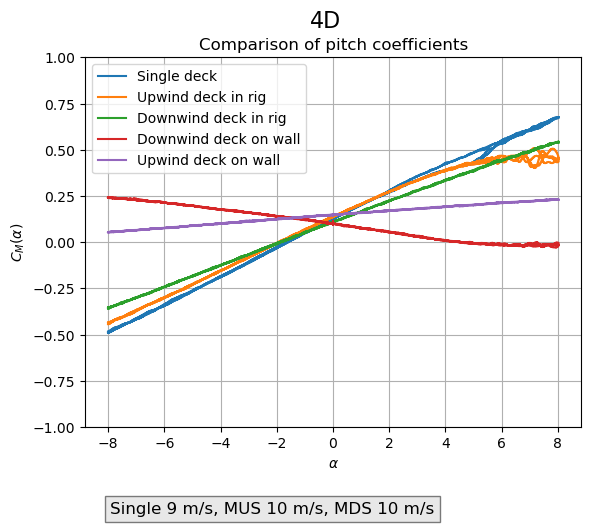 4D
Comparison of pitch coefficients
Single deck
Upwind deck in rig
Downwind deck in rig
Downwind deck on wall
Upwind deck on wall
1.00
0.75
0.50
0.25
0.00
−0.25
−0.50
−0.75
−1.00
C_M(α)
−8 −6 −4 −2 0 2 4 6 8
α
Single 9 m/s, MUS 10 m/s, MDS 10 m/s